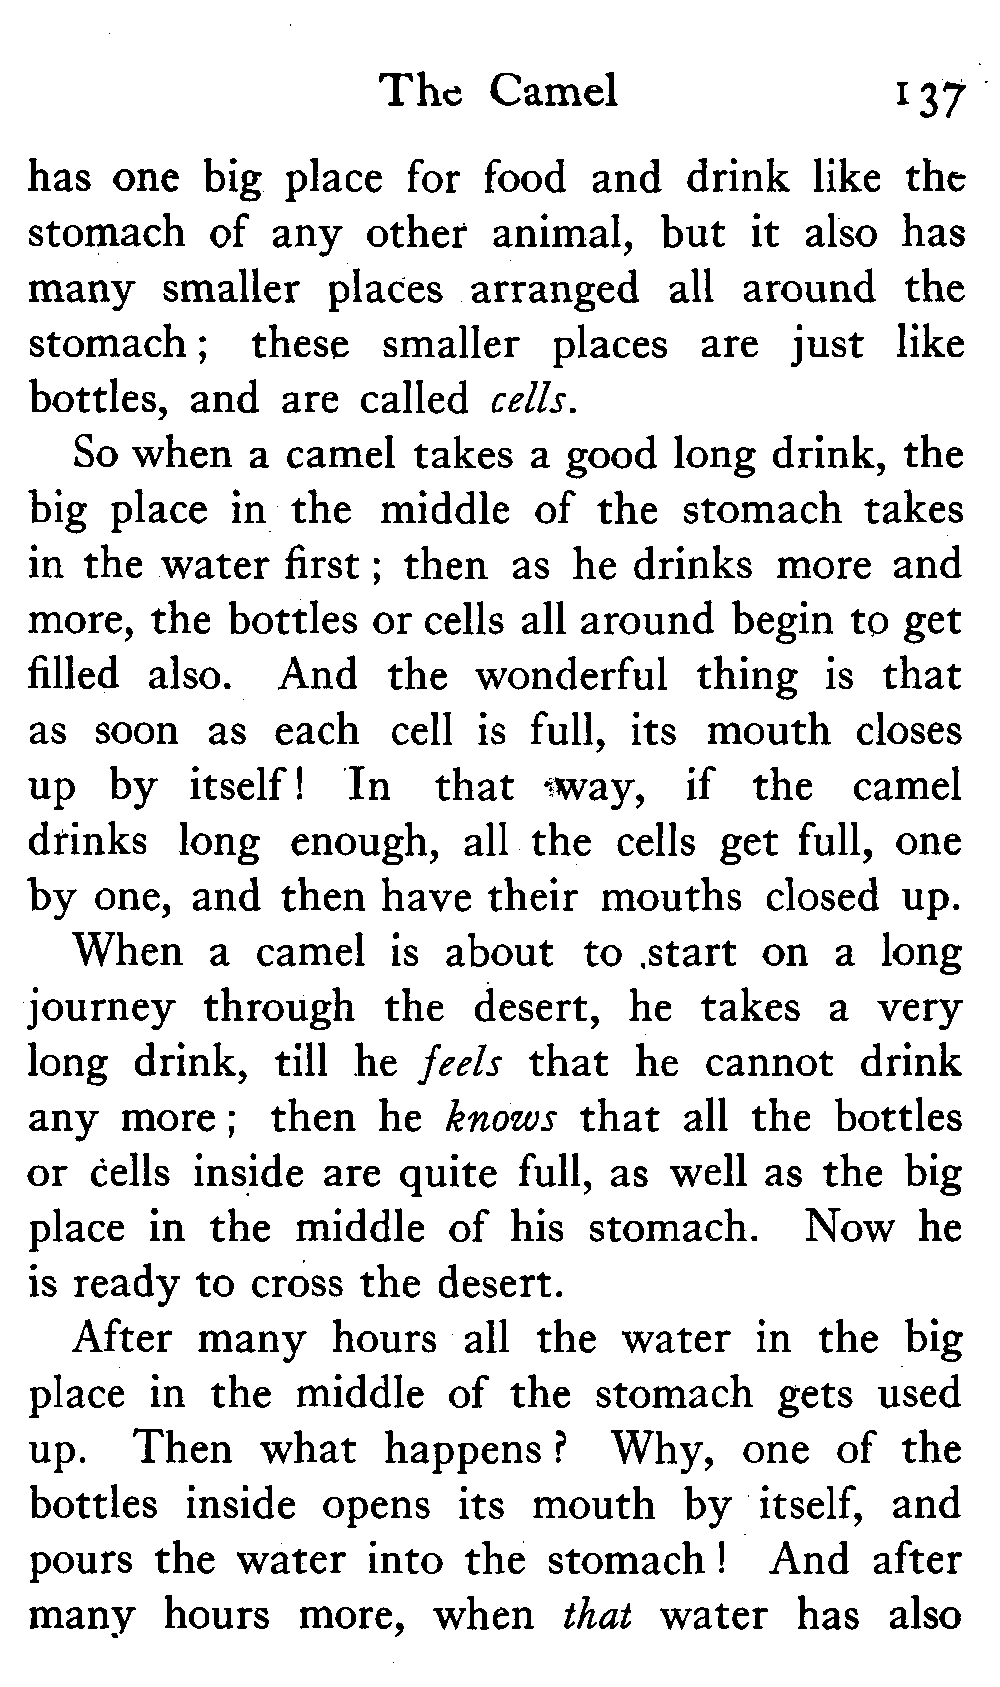 The Camel 137
has one big place for food and drink like the
stomach of any other animal, but it also has
many smaller places arranged all around the
stomach ; these smaller places are just like
bottles, and are called cells.
So when a camel takes a good long drink, the
big place in the middle of the stomach takes
in the water first ; then as he drinks more and
more, the bottles or cells all around begin to get
filled also. And the wonderful thing is that
as soon as each cell is full, its mouth closes
up by itself ! In that way, if the camel
drinks long enough, all the cells get full, one
by one, and then have their mouths closed up.
When a camel is about to start on a long
journey through the desert, he takes a very
long drink, till he feels that he cannot drink
any more ; then he knows that all the bottles
or cells inside are quite full, as well as the big
place in the middle of his stomach. Now he
is ready to cross the desert.
After many hours all the water in the big
place in the middle of the stomach gets used
up. Then what happens ? Why, one of the
bottles inside opens its mouth by itself, and
pours the water into the stomach ! And after
many hours more, when that water has also